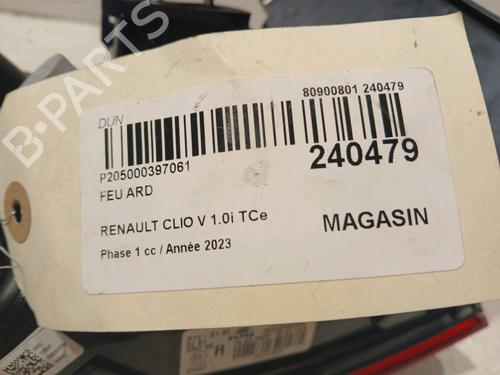 DUN
80900801 240479
P205000397061
240479
FEU ARD
RENAULT CLIO V 1.0i TCe
MAGASIN
Phase 1 cc / Année 2023
B-PARTS
R